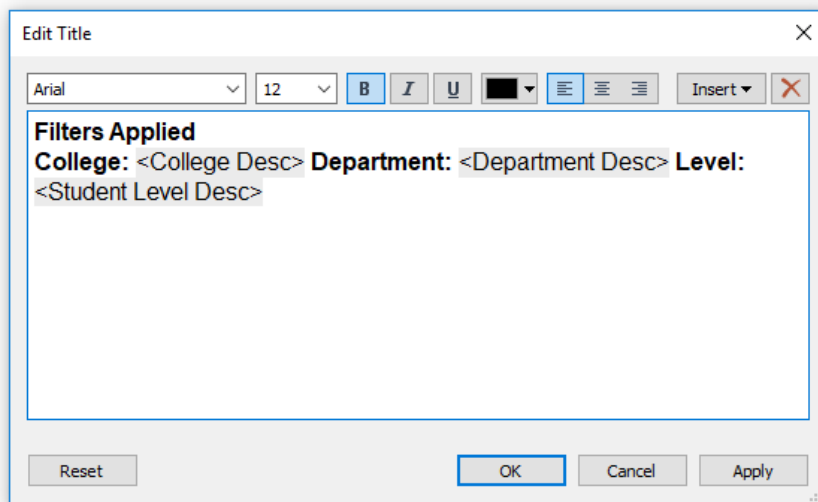 Edit Title
Arial 12 B I U Insert
Filters Applied
College: <College Desc> Department: <Department Desc> Level:
<Student Level Desc>
Reset OK Cancel Apply